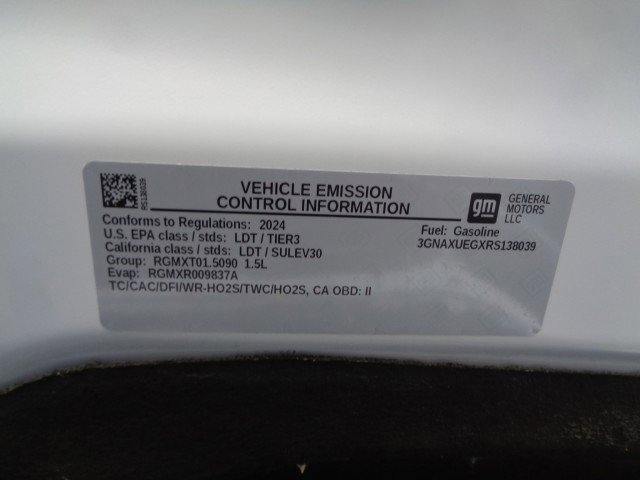 RS138039
VEHICLE EMISSION
CONTROL INFORMATION
gm
GENERAL
MOTORS
LLC
Conforms to Regulations: 2024
U.S. EPA class / stds: LDT / TIER3
California class / stds: LDT / SULEV30
Group: RGMXT01.5090 1.5L
Evap: RGMXR009837A
TC/CAC/DFI/WR-HO2S/TWC/HO2S, CA OBD: II
Fuel: Gasoline
3GNAXUEGXRS138039